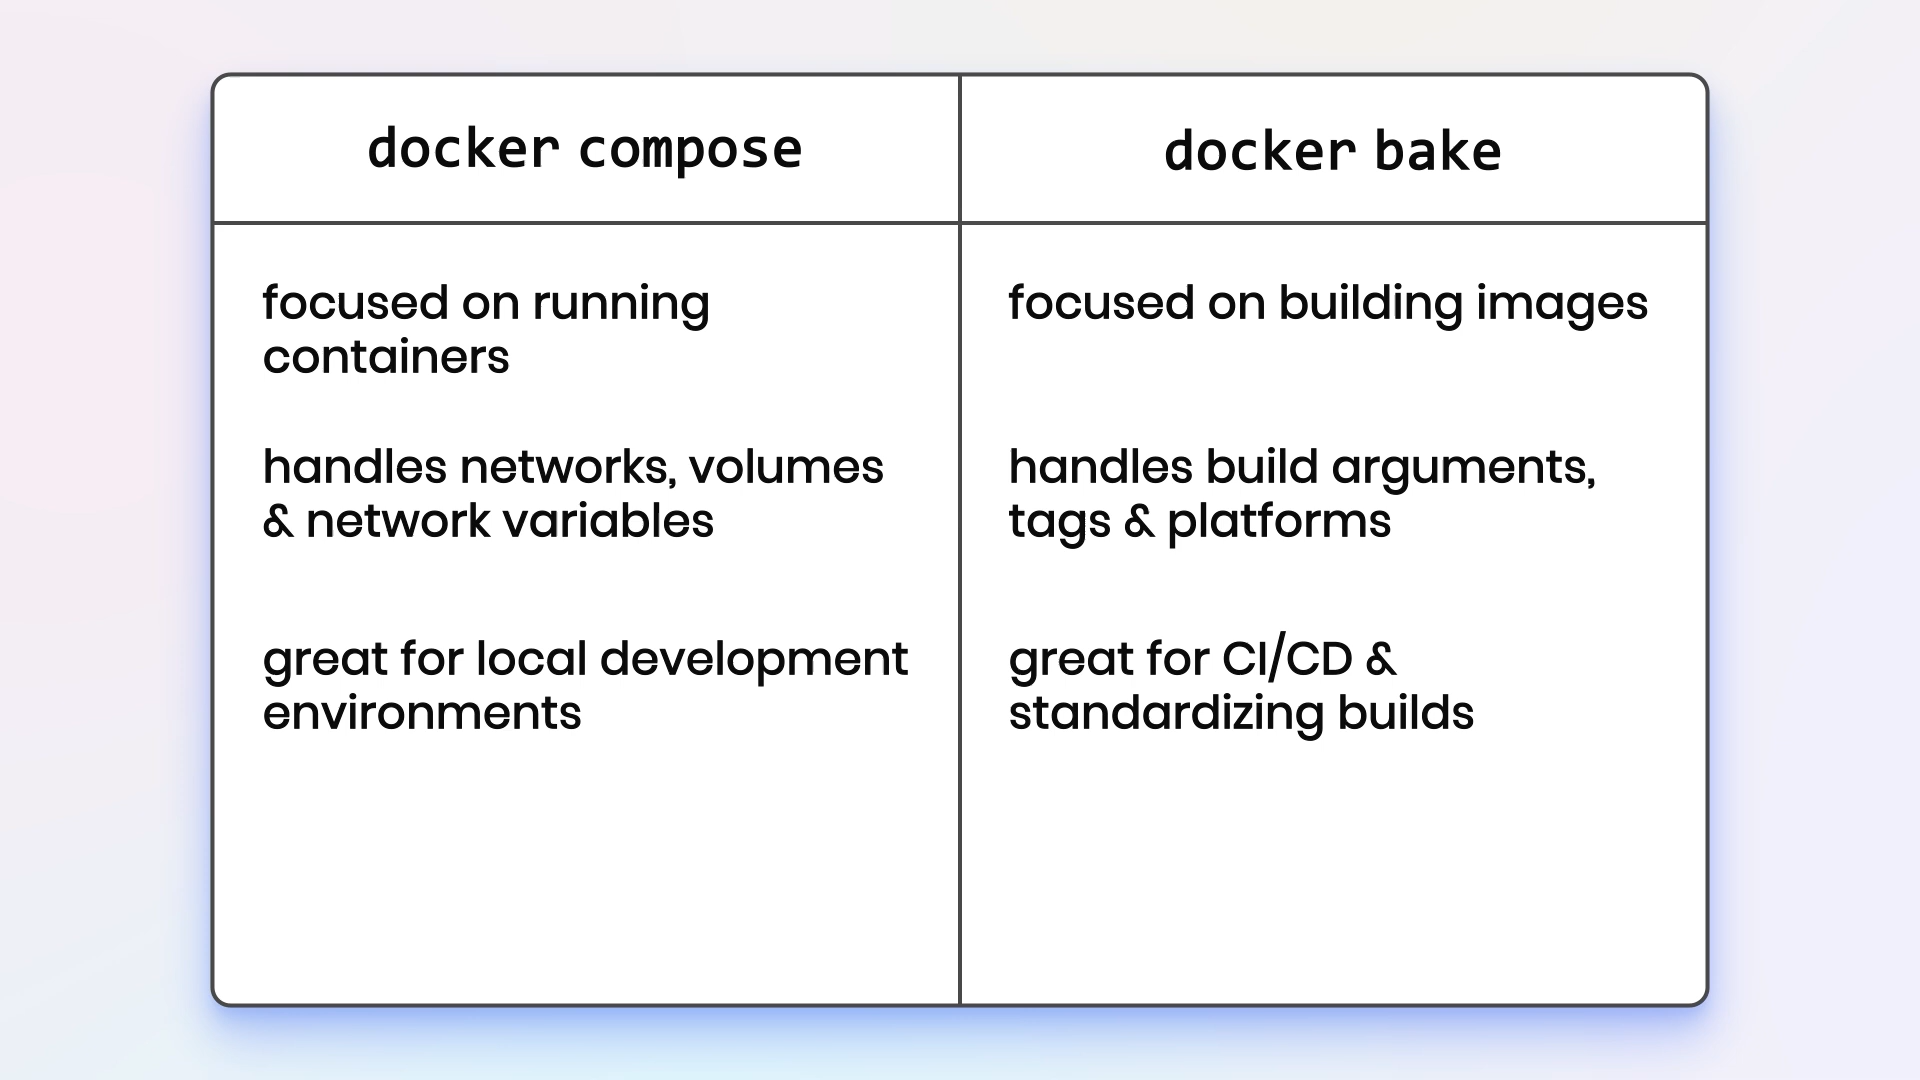 docker compose
docker bake
focused on running
containers
focused on building images
handles networks, volumes
& network variables
handles build arguments,
tags & platforms
great for local development
environments
great for CI/CD &
standardizing builds